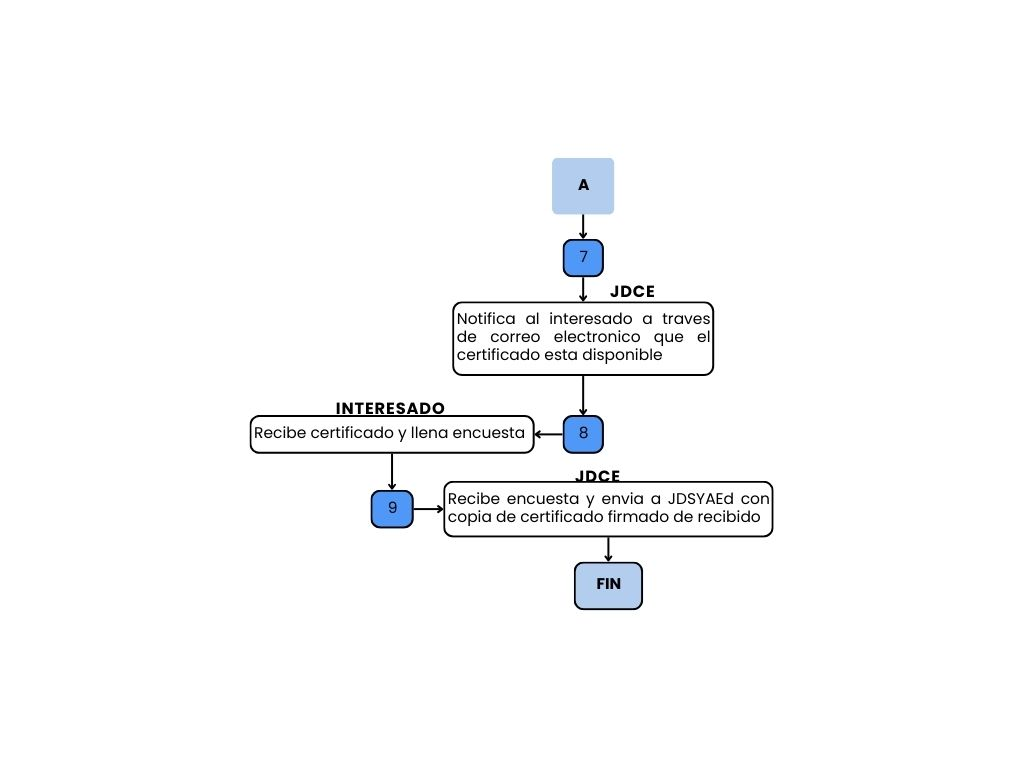 A
7
JDCE
Notifica al interesado a traves
de correo electronico que el
certificado esta disponible
INTERESADO
Recibe certificado y llena encuesta
8
JDCE
9
Recibe encuesta y envia a JDSYAEd con
copia de certificado firmado de recibido
FIN